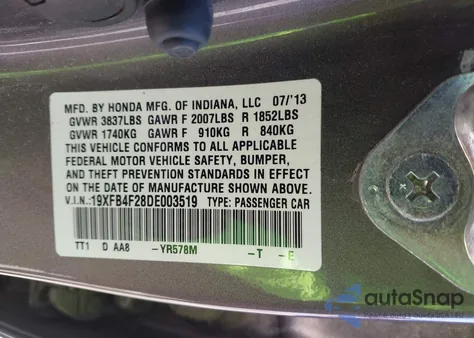 MFD. BY HONDA MFG. OF INDIANA, LLC 07/'13
GVWR 3837LBS GAWR F 2007LBS R 1852LBS
GVWR 1740KG GAWR F 910KG R 840KG
THIS VEHICLE CONFORMS TO ALL APPLICABLE
FEDERAL MOTOR VEHICLE SAFETY, BUMPER,
AND THEFT PREVENTION STANDARDS IN EFFECT
ON THE DATE OF MANUFACTURE SHOWN ABOVE.
V.I.N.:19XFB4F28DE003519 TYPE: PASSENGER CAR
TT1 D AA8 -YR578M -T -E
autoSnap